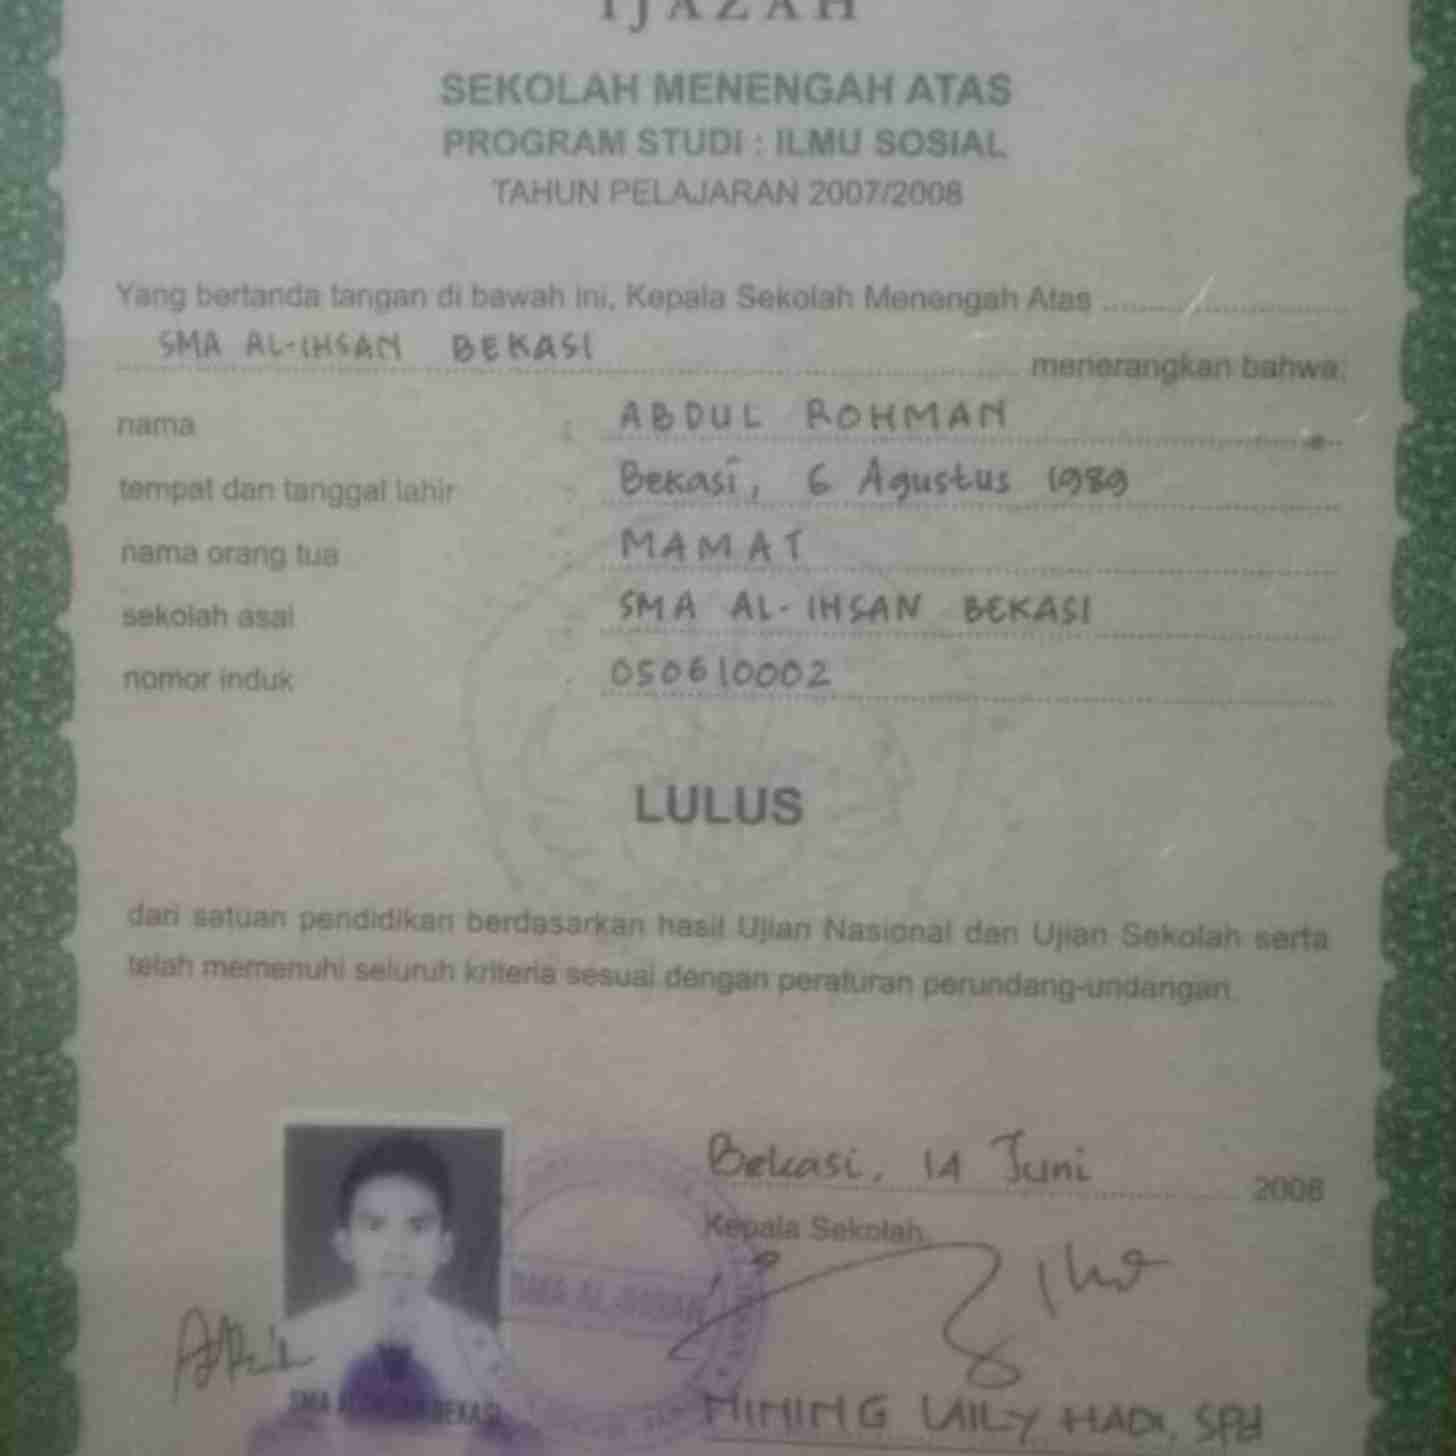 IJAZAH
SEKOLAH MENENGAH ATAS
PROGRAM STUDI : ILMU SOSIAL
TAHUN PELAJARAN 2007/2008
Yang bertanda tangan di bawah ini, Kepala Sekolah Menengah Atas
SMA AL-IHSAN BEKASI menerangkan bahwa:
nama : ABDUL ROHMAN
tempat dan tanggal lahir : Bekasi, 6 Agustus 1989
nama orang tua : MAMAT
sekolah asal : SMA AL-IHSAN BEKASI
nomor induk : 050610002
LULUS
dari satuan pendidikan berdasarkan hasil Ujian Nasional dan Ujian Sekolah serta
telah memenuhi seluruh kriteria sesuai dengan peraturan perundang-undangan.
Bekasi, 14 Juni 2008
Kepala Sekolah,
SMA AL-IHSAN
HADI, SPd